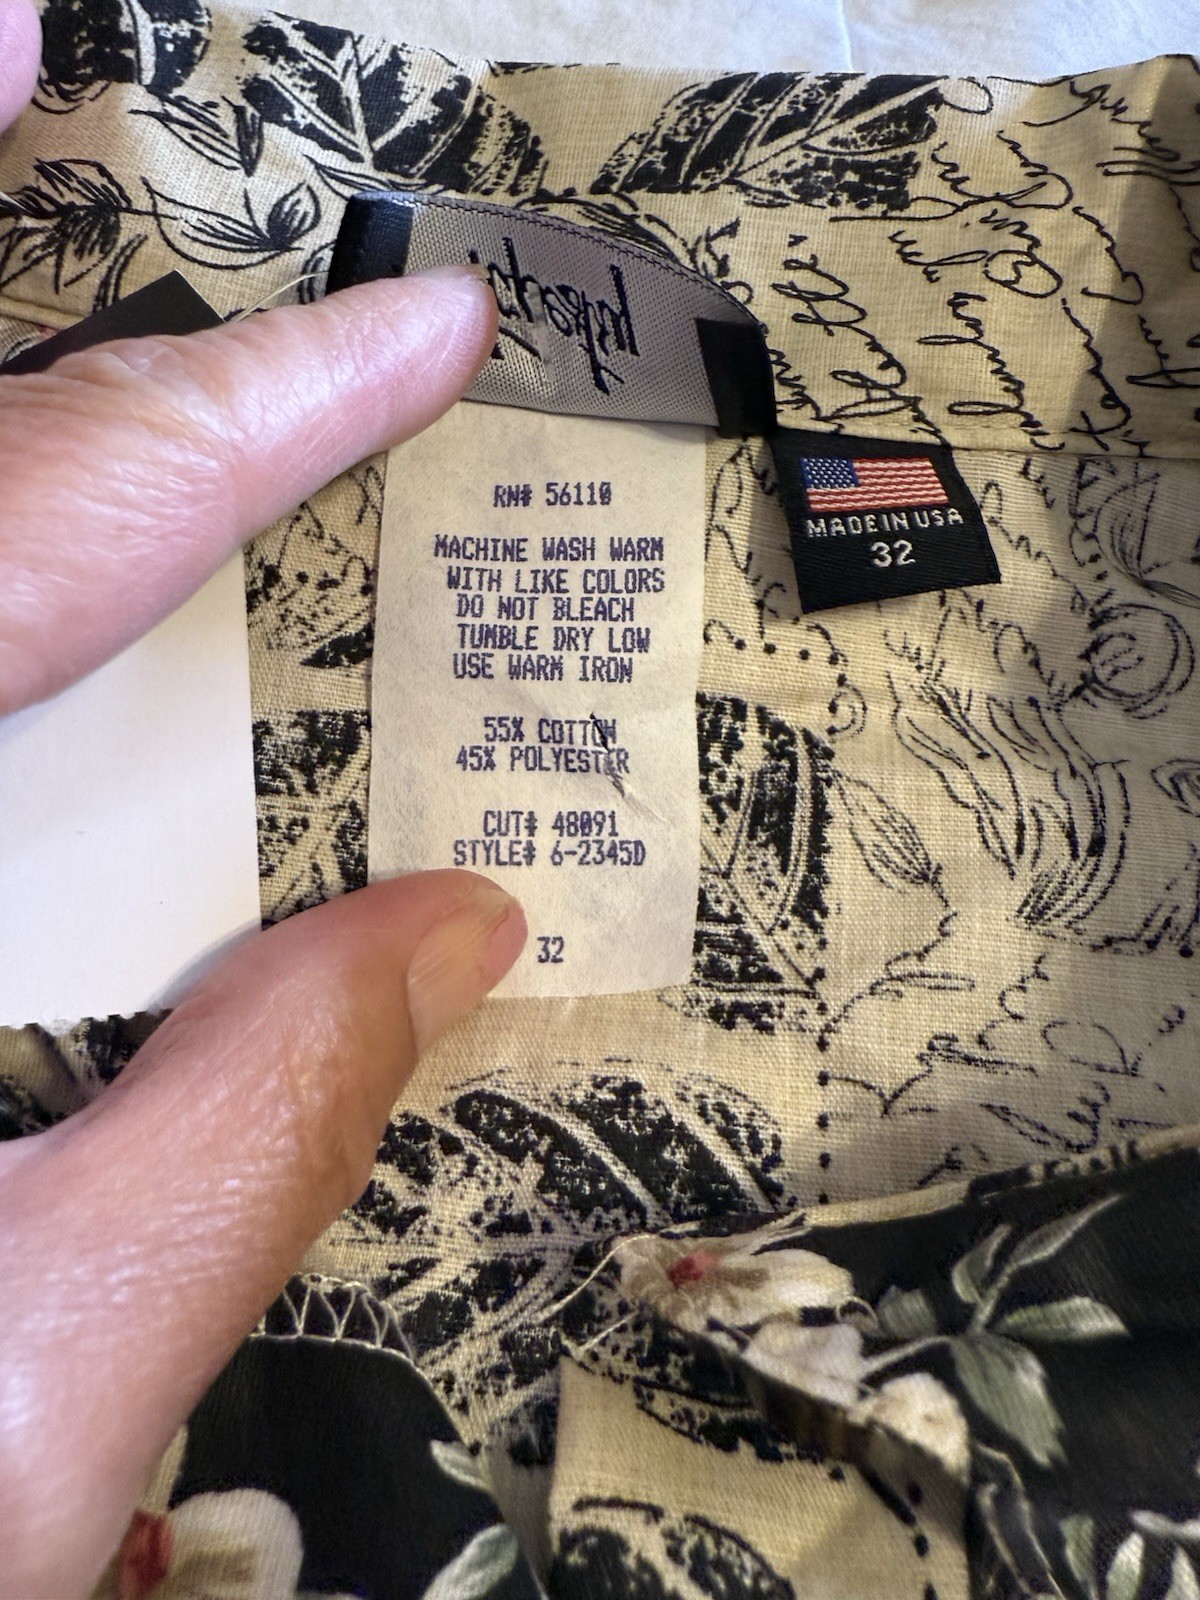 RN# 56110
MACHINE WASH WARM
WITH LIKE COLORS
DO NOT BLEACH
TUMBLE DRY LOW
USE WARM IRON
55% COTTON
45% POLYESTER
CUT# 48091
STYLE# 6-2345D
32
MADE IN USA
32